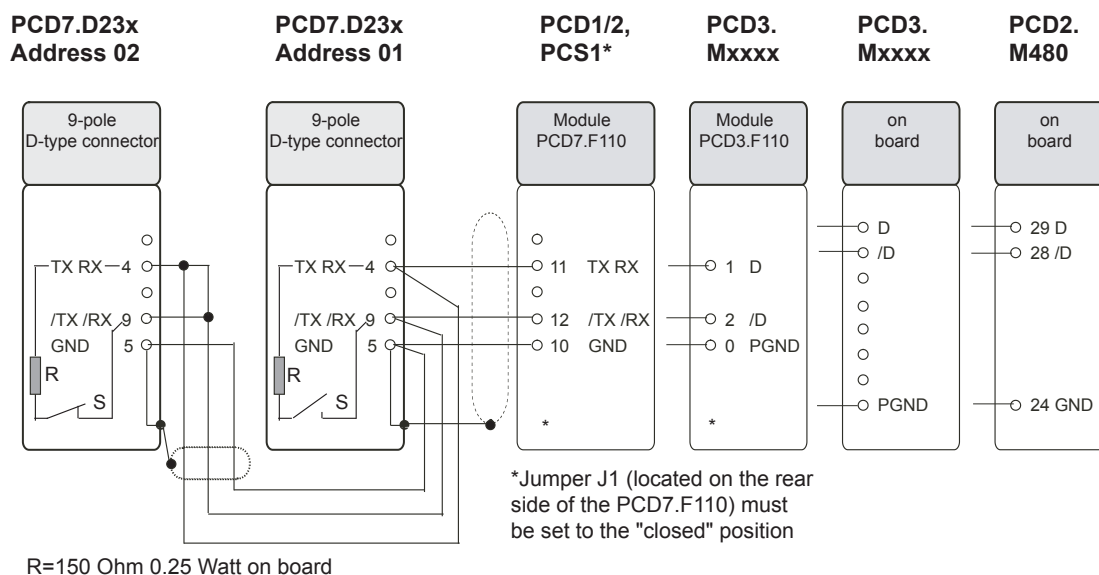 PCD7.D23x
Address 02
PCD7.D23x
Address 01
PCD1/2,
PCS1*
PCD3.
Mxxxx
PCD3.
Mxxxx
PCD2.
M480
9-pole
D-type connector
9-pole
D-type connector
Module
PCD7.F110
Module
PCD3.F110
on
board
on
board
TX RX 4
/TX /RX 9
GND 5
R
S
TX RX 4
/TX /RX 9
GND 5
R
S
11 TX RX
12 /TX /RX
10 GND
*
1 D
2 /D
0 PGND
*
D
/D
PGND
29 D
28 /D
24 GND
*Jumper J1 (located on the rear
side of the PCD7.F110) must
be set to the "closed" position
R=150 Ohm 0.25 Watt on board